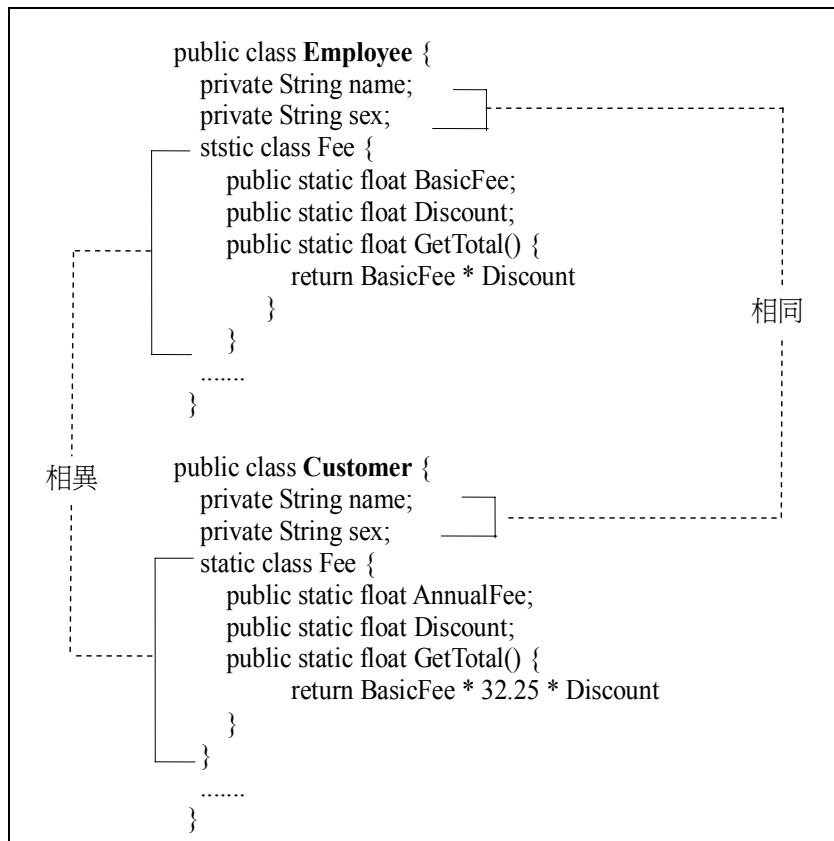 public class Employee {
private String name;
private String sex;
ststic class Fee {
public static float BasicFee;
public static float Discount;
public static float GetTotal() {
return BasicFee * Discount
}
}
.......
}
相同
相異
public class Customer {
private String name;
private String sex;
static class Fee {
public static float AnnualFee;
public static float Discount;
public static float GetTotal() {
return BasicFee * 32.25 * Discount
}
}
.......
}